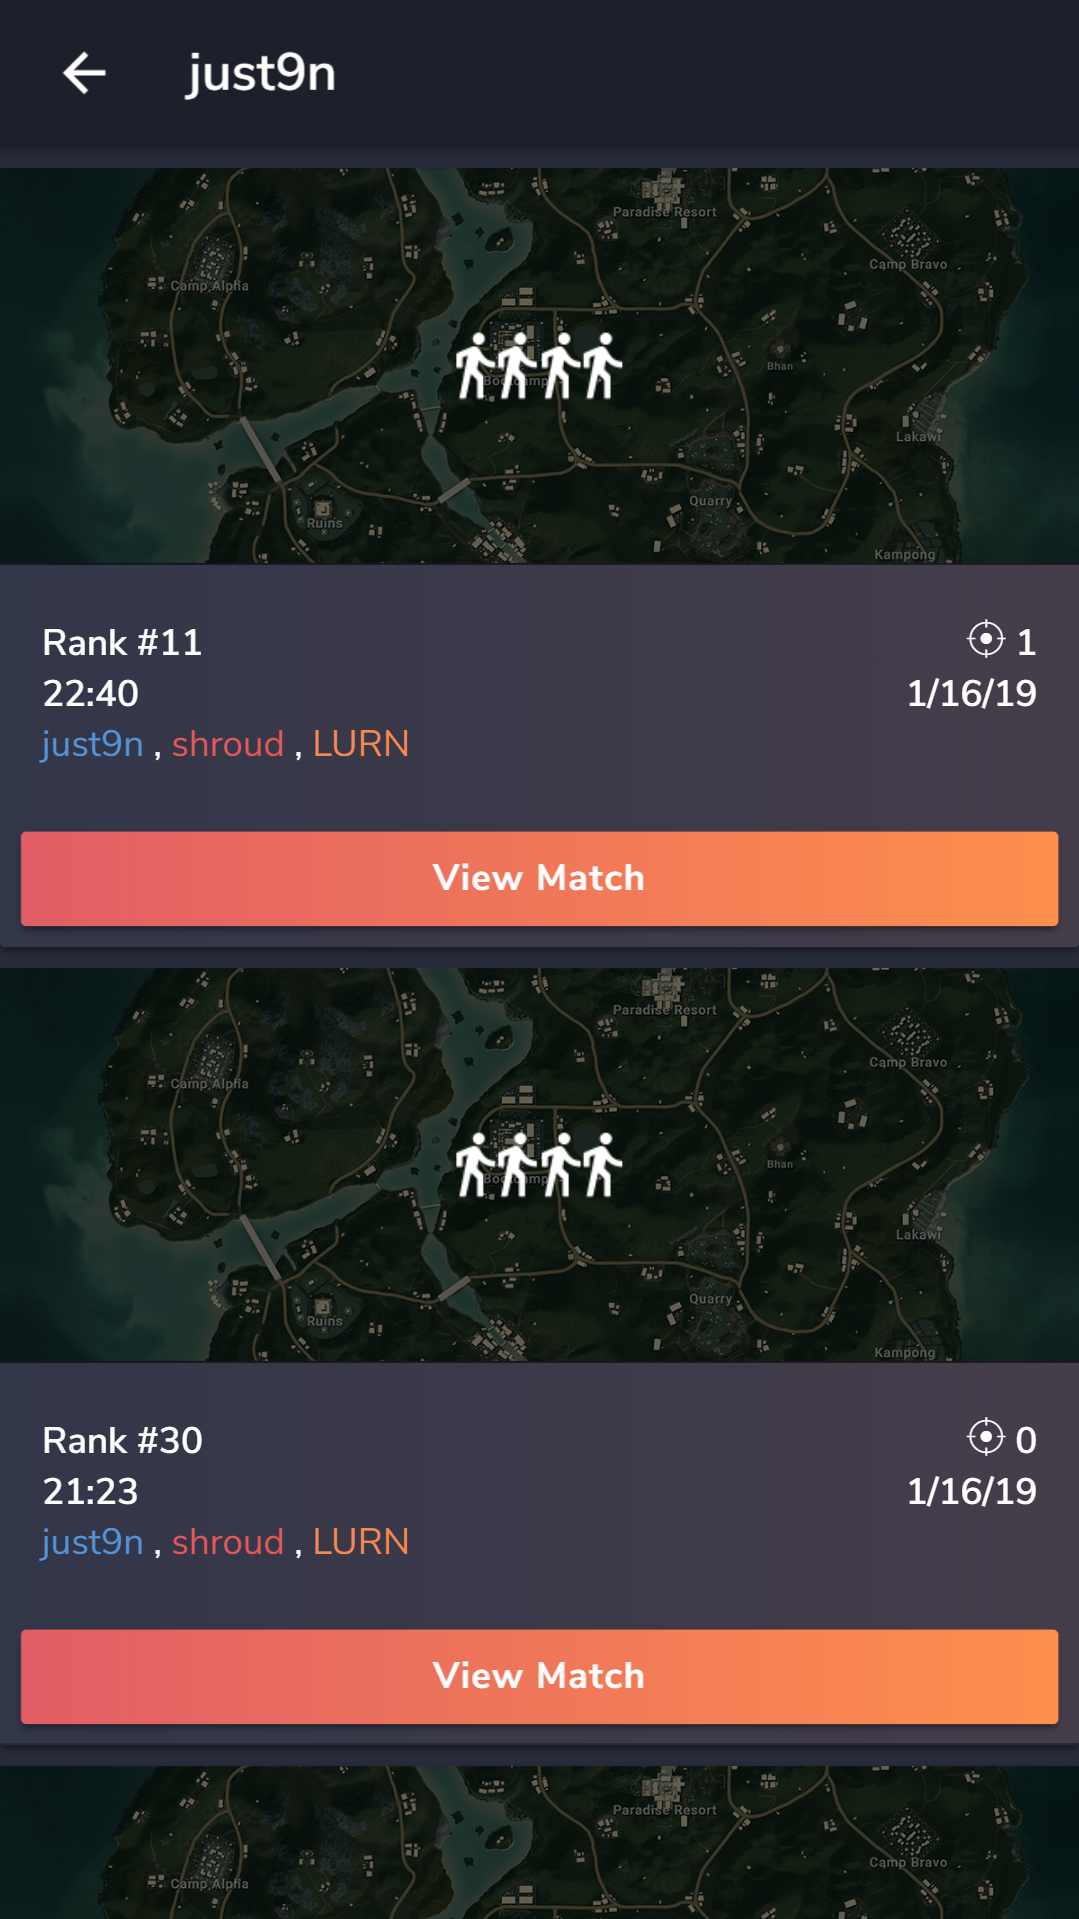 just9n
Paradise Resort
Camp Bravo
Camp Alpha
Bhan
Bootcamp
Lakawi
Quarry
Ruins
Kampong
Rank #11
1
22:40
1/16/19
just9n , shroud , LURN
View Match
Paradise Resort
Camp Bravo
Camp Alpha
Bhan
Bootcamp
Lakawi
Quarry
Ruins
Kampong
Rank #30
0
21:23
1/16/19
just9n , shroud , LURN
View Match
Paradise Resort
Camp Bravo
Camp Alpha